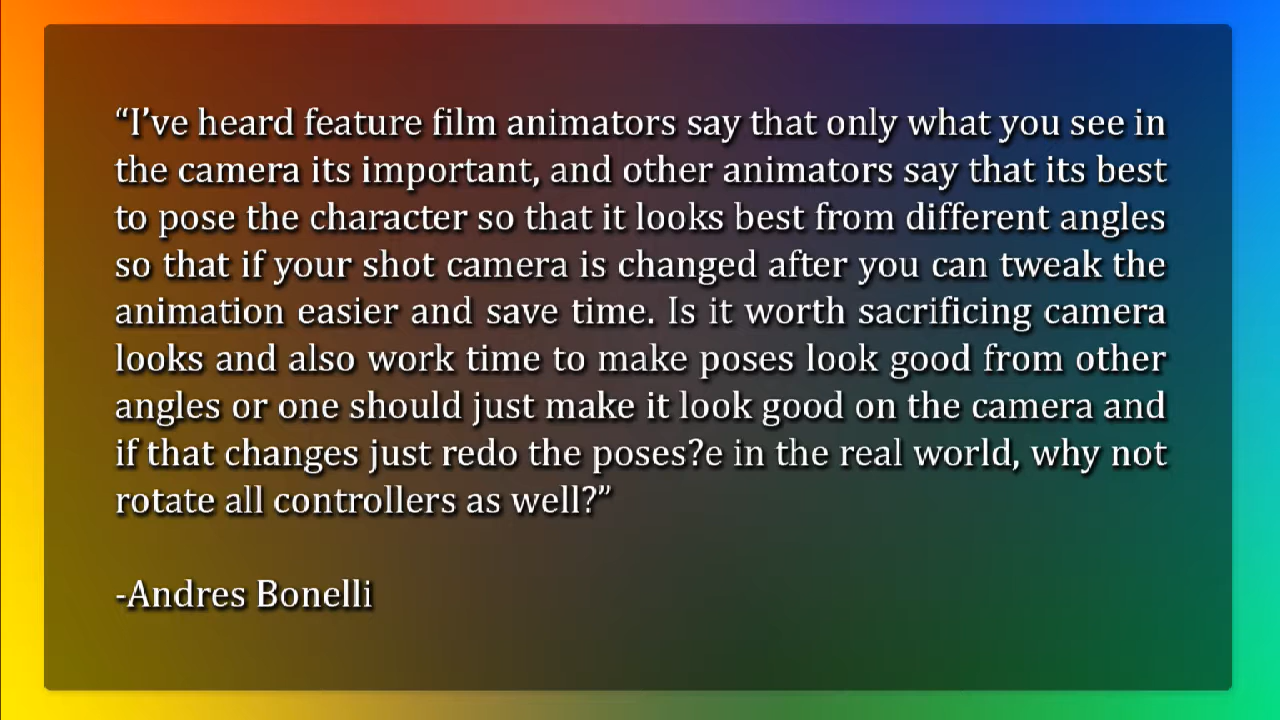 “I’ve heard feature film animators say that only what you see in
the camera its important, and other animators say that its best
to pose the character so that it looks best from different angles
so that if your shot camera is changed after you can tweak the
animation easier and save time. Is it worth sacrificing camera
looks and also work time to make poses look good from other
angles or one should just make it look good on the camera and
if that changes just redo the poses?e in the real world, why not
rotate all controllers as well?”
-Andres Bonelli